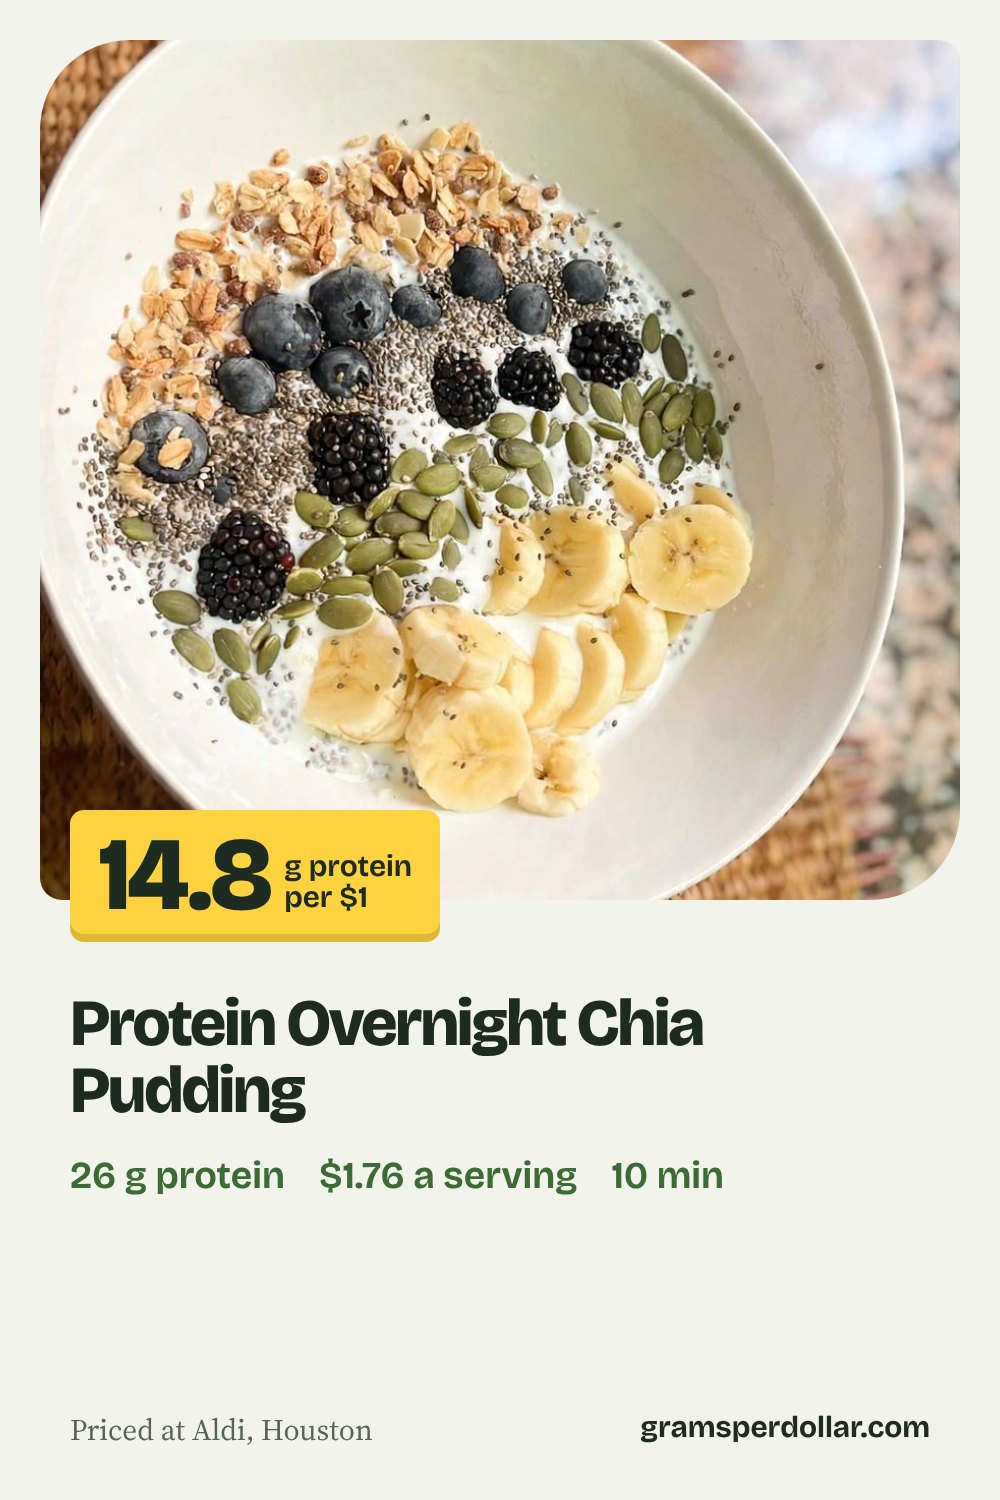 14.8
g protein
per $1
Protein Overnight Chia
Pudding
26 g protein $1.76 a serving 10 min
Priced at Aldi, Houston
gramsperdollar.com